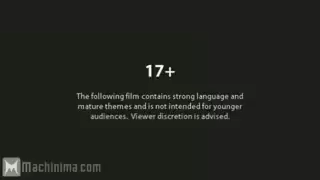 17+
The following film contains strong language and
mature themes and is not intended for younger
audiences. Viewer discretion is advised.
Machinima.com